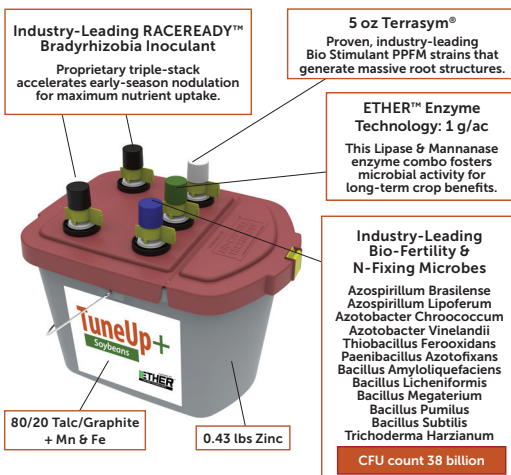 Industry-Leading RACEREADY™
Bradyrhizobia Inoculant
Proprietary triple-stack
accelerates early-season nodulation
for maximum nutrient uptake.
5 oz Terrasym®
Proven, industry-leading
Bio Stimulant PPFM strains that
generate massive root structures.
ETHER™ Enzyme
Technology: 1 g/ac
This Lipase & Mannanase
enzyme combo fosters
microbial activity for
long-term crop benefits.
Industry-Leading
Bio-Fertility &
N-Fixing Microbes
Azospirillum Brasilense
Azospirillum Lipoferum
Azotobacter Chroococcum
Azotobacter Vinelandii
Thiobacillus Ferooxidans
Paenibacillus Azotofixans
Bacillus Amyloliquefaciens
Bacillus Licheniformis
Bacillus Megaterium
Bacillus Pumilus
Bacillus Subtilis
Trichoderma Harzianum
CFU count 38 billion
TuneUp+
Soybeans
ETHER
80/20 Talc/Graphite
+ Mn & Fe
0.43 lbs Zinc